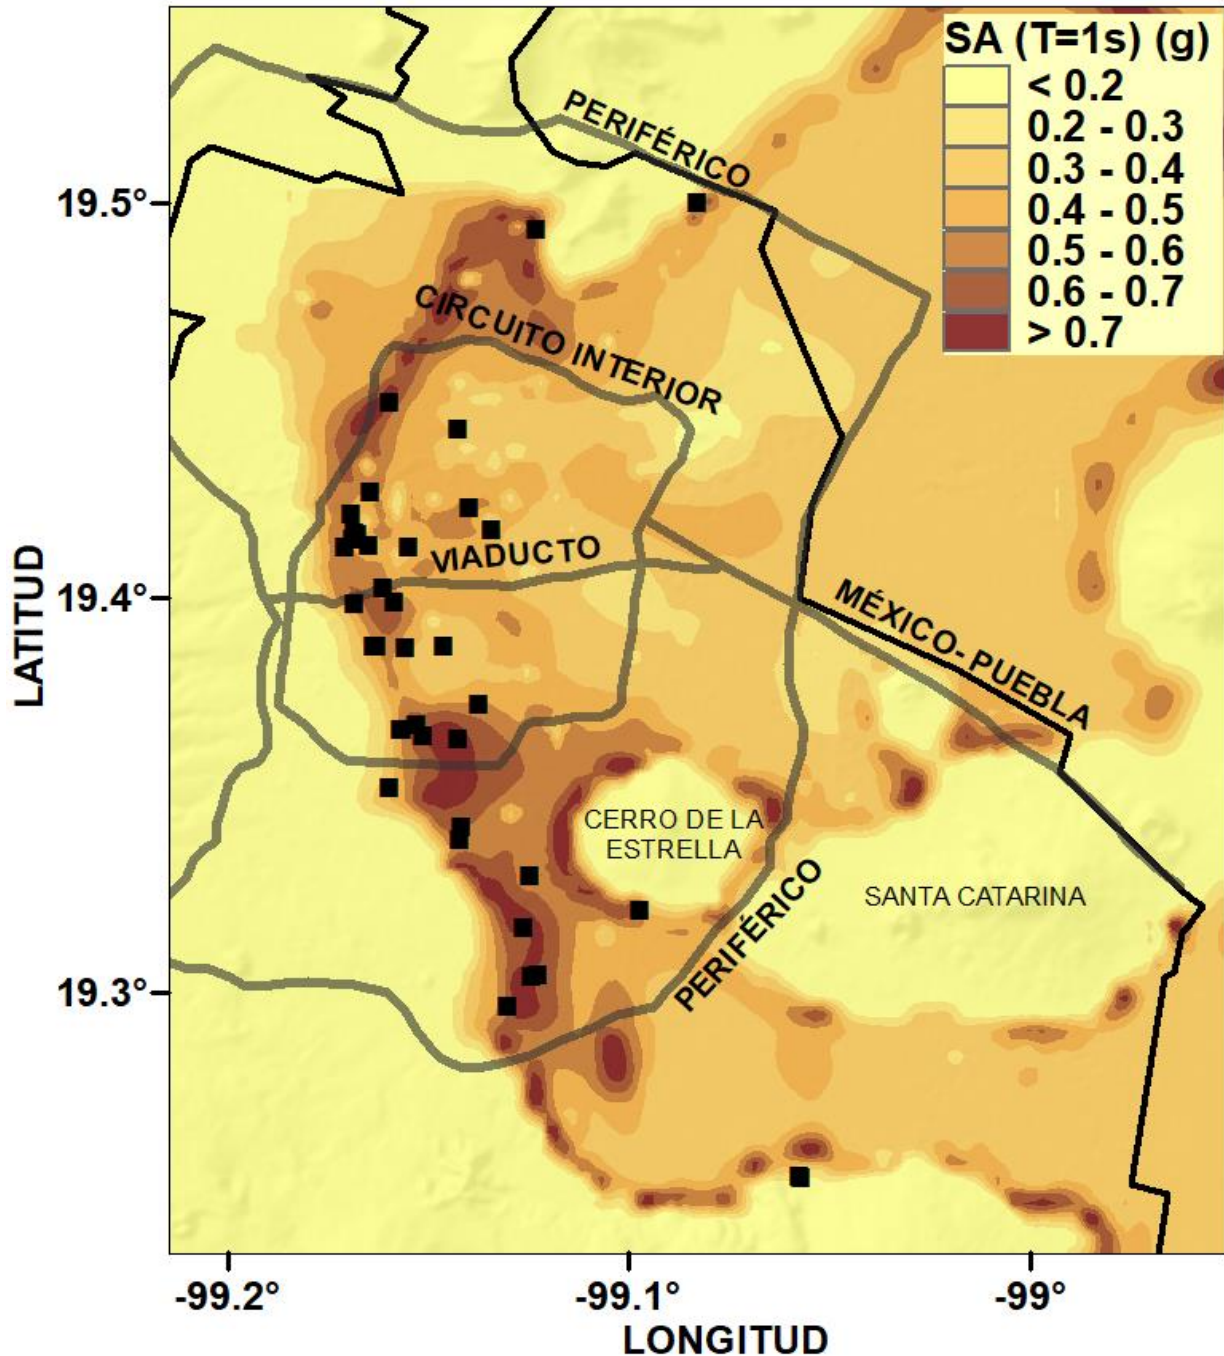 SA (T=1s) (g)
< 0.2
0.2 - 0.3
0.3 - 0.4
0.4 - 0.5
0.5 - 0.6
0.6 - 0.7
> 0.7
PERIFÉRICO
19.5°
CIRCUITO INTERIOR
VIADUCTO
19.4°
MÉXICO-PUEBLA
LATITUD
CERRO DE LA
ESTRELLA
SANTA CATARINA
PERIFÉRICO
19.3°
-99.2°
-99.1°
-99°
LONGITUD